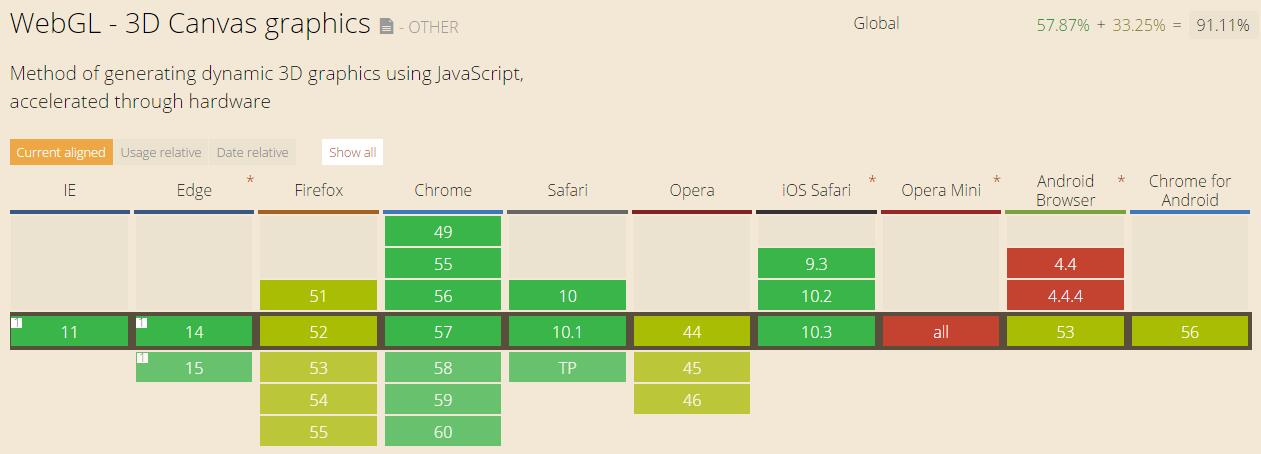 WebGL - 3D Canvas graphics - OTHER
Global 57.87% + 33.25% = 91.11%
Method of generating dynamic 3D graphics using JavaScript,
accelerated through hardware
Current aligned Usage relative Date relative Show all
IE Edge * Firefox Chrome Safari Opera iOS Safari * Opera Mini * Android Browser * Chrome for Android
49
55 9.3 4.4
51 56 10 10.2 4.4.4
1 11 1 14 52 57 10.1 44 10.3 all 53 56
1 15 53 58 TP 45
54 59 46
55 60